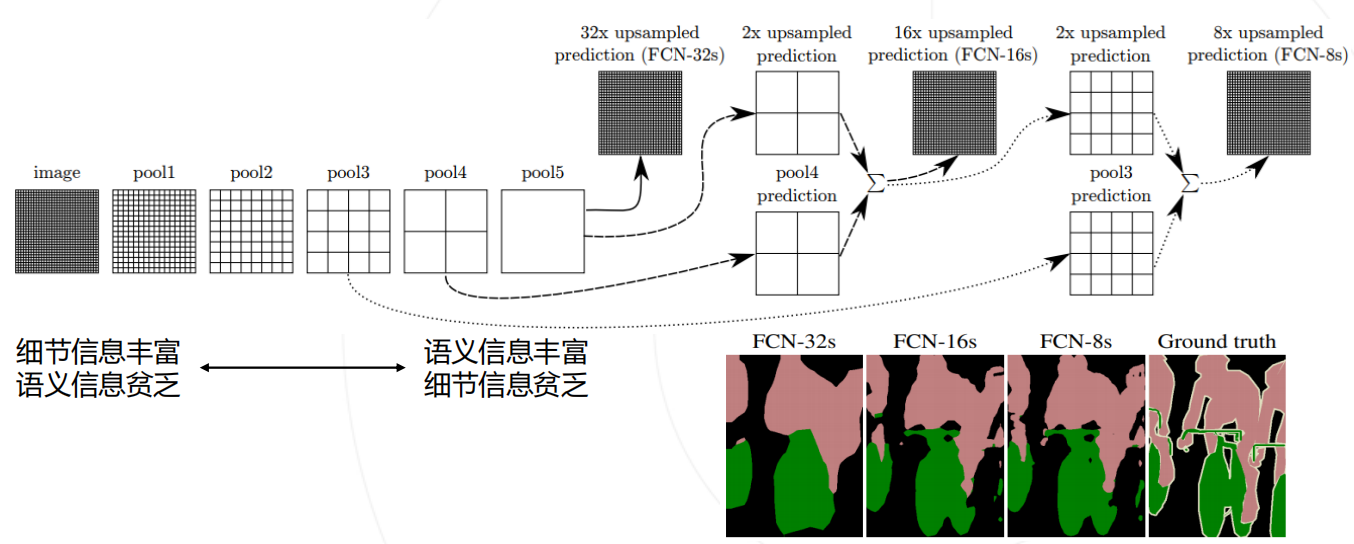 32x upsampled
prediction (FCN-32s)
2x upsampled
prediction
16x upsampled
prediction (FCN-16s)
2x upsampled
prediction
8x upsampled
prediction (FCN-8s)
image
pool1
pool2
pool3
pool4
pool5
pool4
prediction
Σ
pool3
prediction
Σ
细节信息丰富
语义信息贫乏
语义信息丰富
细节信息贫乏
FCN-32s
FCN-16s
FCN-8s
Ground truth